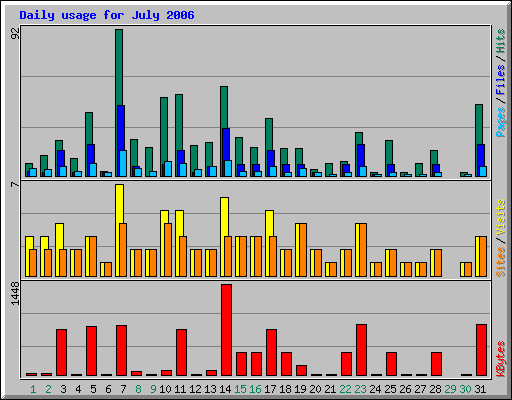 Daily usage for July 2006
92
Pages / Files / Hits
7
Sites / Visits
1448
KBytes
1 2 3 4 5 6 7 8 9 10 11 12 13 14 15 16 17 18 19 20 21 22 23 24 25 26 27 28 29 30 31